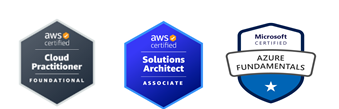 aws
certified
Cloud
Practitioner
FOUNDATIONAL
aws
certified
Solutions
Architect
ASSOCIATE
Microsoft
CERTIFIED
AZURE
FUNDAMENTALS